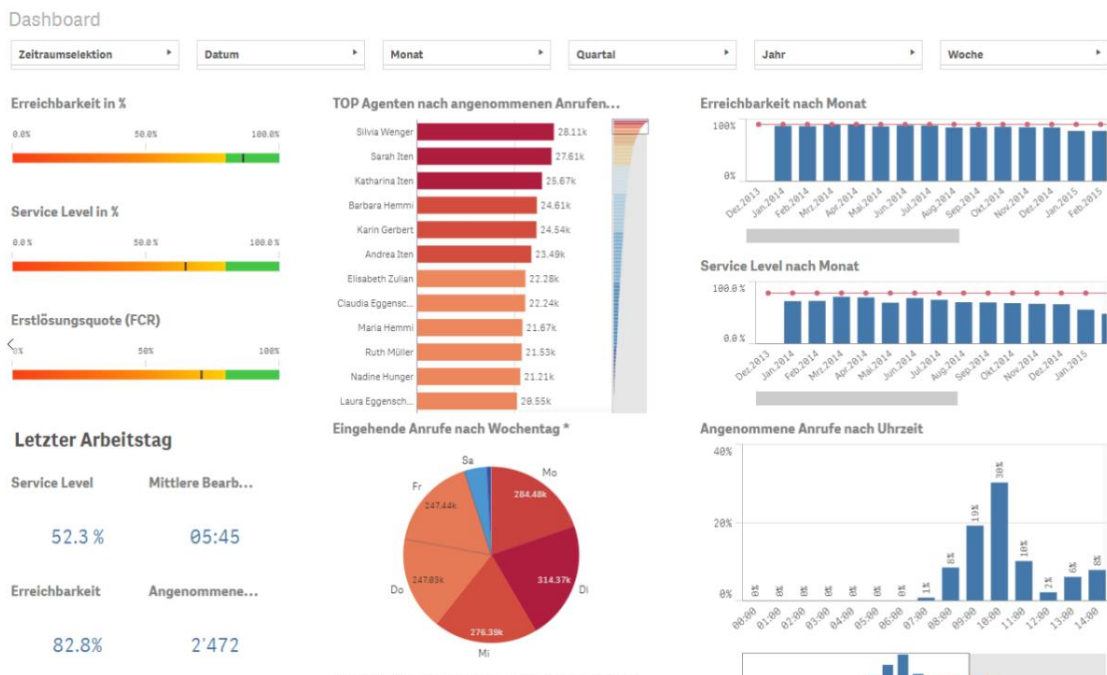 Dashboard
Zeitraumselektion
Datum
Monat
Quartal
Jahr
Woche
Erreichbarkeit in %
0.0% 50.0% 100.0%
Service Level in %
0.0 % 50.0 % 100.0 %
Erstlösungsquote (FCR)
0% 50% 100%
Letzter Arbeitstag
Service Level
Mittlere Bearb...
52.3 %
05:45
Erreichbarkeit
Angenommene...
82.8%
2'472
TOP Agenten nach angenommenen Anrufen...
Silvia Wenger 28.11k
Sarah Iten 27.61k
Katharina Iten 25.67k
Barbara Hemmi 24.61k
Karin Gerbert 24.54k
Andrea Iten 23.49k
Elisabeth Zulian 22.28k
Claudia Eggensc... 22.24k
Maria Hemmi 21.67k
Ruth Müller 21.53k
Nadine Hunger 21.21k
Laura Eggensch... 20.55k
Eingehende Anrufe nach Wochentag *
Sa
Mo
284.48k
Fr
247.44k
Do
247.03k
314.37k
Di
276.39k
Mi
Erreichbarkeit nach Monat
100%
0%
Dez.2013 Jan.2014 Feb.2014 Mrz.2014 Apr.2014 Mai.2014 Jun.2014 Jul.2014 Aug.2014 Sep.2014 Okt.2014 Nov.2014 Dez.2014 Jan.2015 Feb.2015
Service Level nach Monat
100.0 %
0.0 %
Dez.2013 Jan.2014 Feb.2014 Mrz.2014 Apr.2014 Mai.2014 Jun.2014 Jul.2014 Aug.2014 Sep.2014 Okt.2014 Nov.2014 Dez.2014 Jan.2015
Angenommene Anrufe nach Uhrzeit
40%
20%
0%
0% 0% 0% 0% 0% 0% 0% 1% 8% 19% 30% 10% 2% 6% 8%
00:00 01:00 02:00 03:00 04:00 05:00 06:00 07:00 08:00 09:00 10:00 11:00 12:00 13:00 14:00